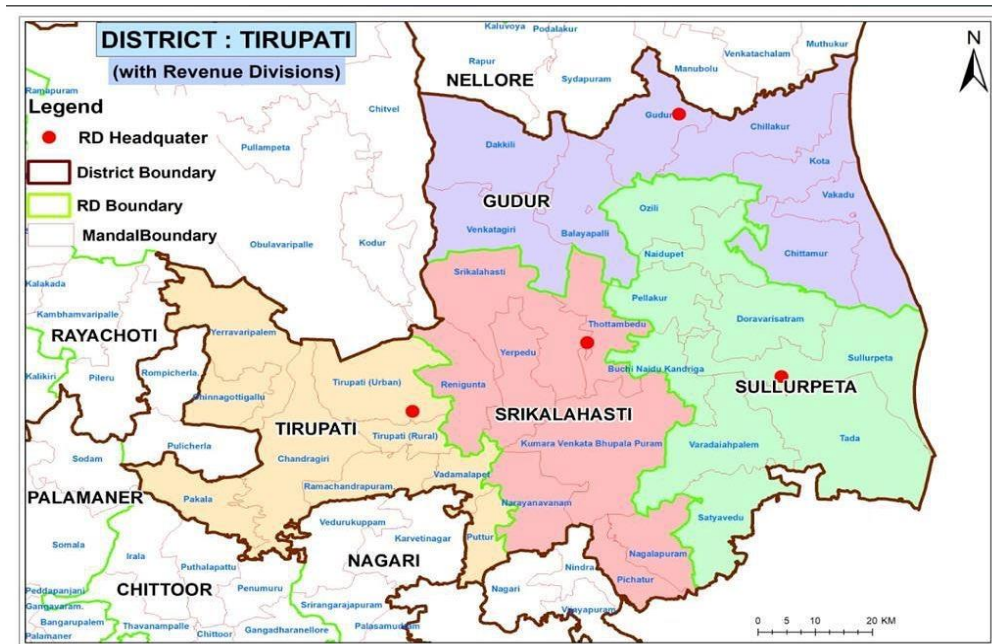 DISTRICT : TIRUPATI
(with Revenue Divisions)
Legend
RD Headquater
District Boundary
RD Boundary
MandalBoundary
N
Kaluvoya
Podalakur
Muthukur
Venkatachalam
Rapur
Manubolu
NELLORE
Sydapuram
Ramapuram
Chitvel
Pullampeta
Gudur
Chillakur
Dakkili
Kota
Vakadu
GUDUR
Ozili
Venkatagiri
Balayapalli
Obulavaripalle
Kodur
Naidupet
Chittamur
Srikalahasti
Kalakada
Pellakur
Kambhamvaripalle
Doravarisatram
Thottambedu
RAYACHOTI
Yerravaripalem
Yerpedu
Sullurpeta
Kalikiri
Pileru
Rompicherla.
Buchi Naidu Kandriga
Tirupati (Urban)
Renigunta
SULLURPETA
Chinnagottigallu
SRIKALAHASTI
TIRUPATI
Tirupati (Rural)
Kumara Venkata Bhupala Puram
Varadaiahpalem
Tada
Pulicherla
Sodam
Chandragiri
Vadamalapet
Ramachandrapuram.
PALAMANER
Pakala
Narayanavanam
Satyavedu
Vedurukuppam
Karvetinagar
Puttur
Somala
Irala
NAGARI
Nagalapuram
Puthalapattu
Nindra
Pichatur
Peddapanjani
CHITTOOR
Penumuru
Nagari
Gangavaram.
Srirangarajapuram
Vijayapuram
Bangarupalem
Thavanampalle
Gangadharanellore
Palasamudram
Palamaner
Chittoor
0 5 10 20 KM